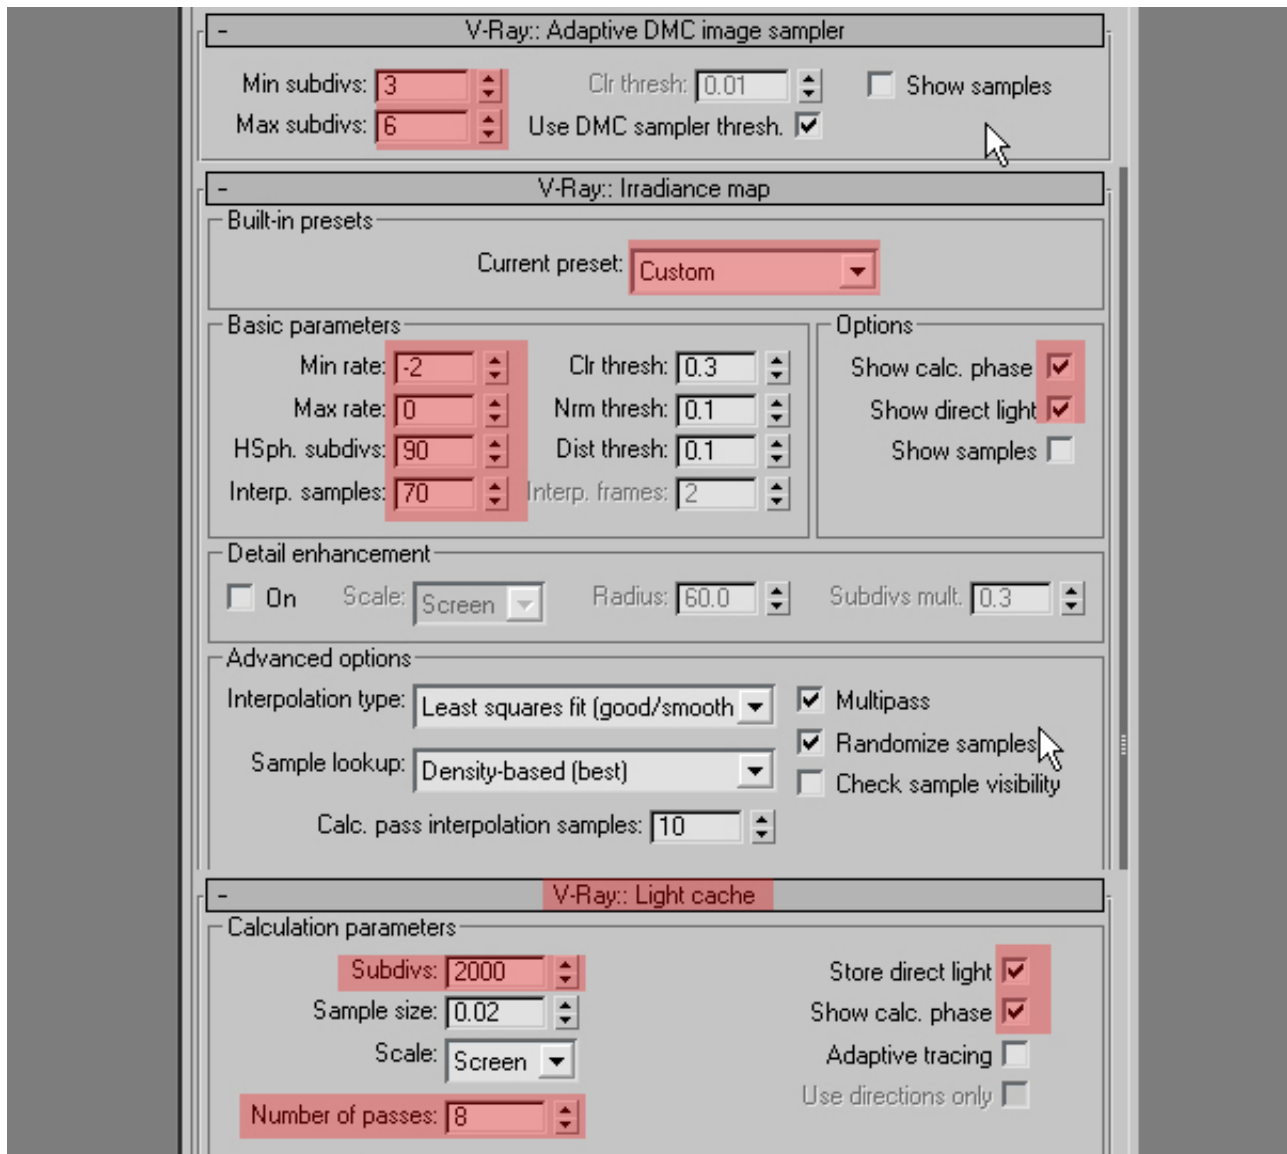 - V-Ray:: Adaptive DMC image sampler
Min subdivs: 3 Clr thresh: 0.01 Show samples
Max subdivs: 6 Use DMC sampler thresh.
- V-Ray:: Irradiance map
Built-in presets
Current preset: Custom
Basic parameters
Min rate: -2 Clr thresh: 0.3
Max rate: 0 Nrm thresh: 0.1
HSph. subdivs: 90 Dist thresh: 0.1
Interp. samples: 70 Interp. frames: 2
Options
Show calc. phase
Show direct light
Show samples
Detail enhancement
On Scale: Screen Radius: 60.0 Subdivs mult. 0.3
Advanced options
Interpolation type: Least squares fit (good/smooth
Sample lookup: Density-based (best)
Calc. pass interpolation samples: 10
Multipass
Randomize samples
Check sample visibility
- V-Ray:: Light cache
Calculation parameters
Subdivs: 2000
Sample size: 0.02
Scale: Screen
Number of passes: 8
Store direct light
Show calc. phase
Adaptive tracing
Use directions only